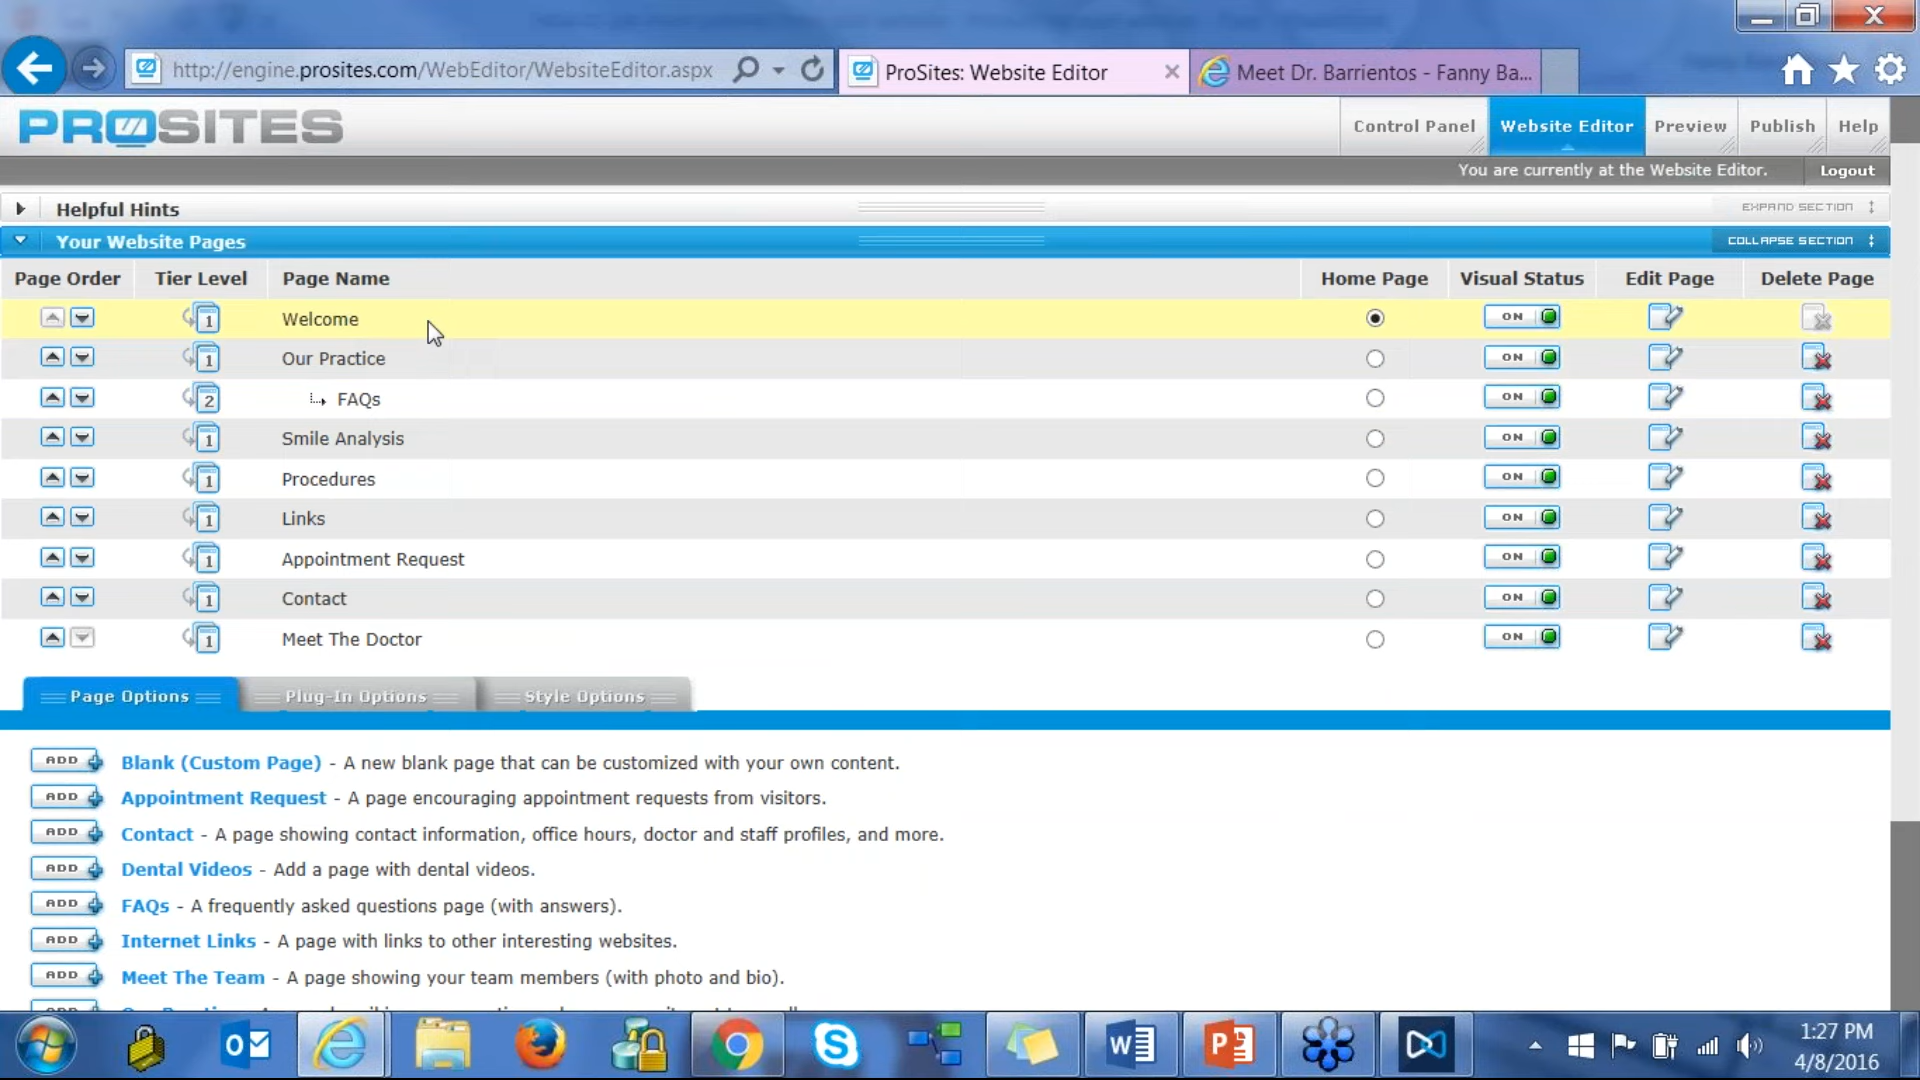 http://engine.prosites.com/WebEditor/WebsiteEditor.aspx
ProSites: Website Editor
Meet Dr. Barrientos - Fanny Ba...
PROSITES
Control Panel
Website Editor
Preview
Publish
Help
You are currently at the Website Editor.
Logout
Helpful Hints
EXPAND SECTION
Your Website Pages
COLLAPSE SECTION
Page Order Tier Level Page Name Home Page Visual Status Edit Page Delete Page
1 Welcome ON
1 Our Practice ON
2 FAQs ON
1 Smile Analysis ON
1 Procedures ON
1 Links ON
1 Appointment Request ON
1 Contact ON
1 Meet The Doctor ON
Page Options
Plug-In Options
Style Options
ADD Blank (Custom Page) - A new blank page that can be customized with your own content.
ADD Appointment Request - A page encouraging appointment requests from visitors.
ADD Contact - A page showing contact information, office hours, doctor and staff profiles, and more.
ADD Dental Videos - Add a page with dental videos.
ADD FAQs - A frequently asked questions page (with answers).
ADD Internet Links - A page with links to other interesting websites.
ADD Meet The Team - A page showing your team members (with photo and bio).
1:27 PM
4/8/2016